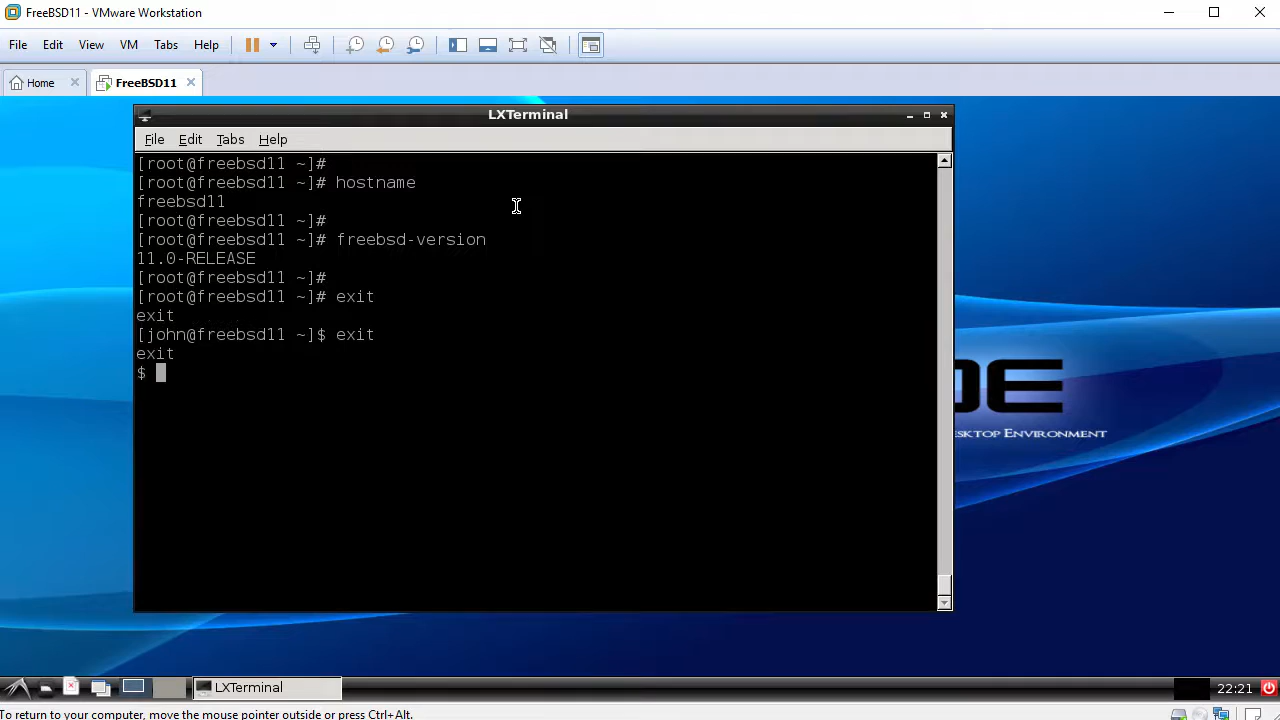 FreeBSD11 - VMware Workstation
File Edit View VM Tabs Help
Home FreeBSD11
LXTerminal
File Edit Tabs Help
[root@freebsd11 ~]#
[root@freebsd11 ~]# hostname
freebsd11
[root@freebsd11 ~]#
[root@freebsd11 ~]# freebsd-version
11.0-RELEASE
[root@freebsd11 ~]#
[root@freebsd11 ~]# exit
exit
[john@freebsd11 ~]$ exit
exit
$
DE
ESKTOP ENVIRONMENT
LXTerminal 22:21
To return to your computer, move the mouse pointer outside or press Ctrl+Alt.